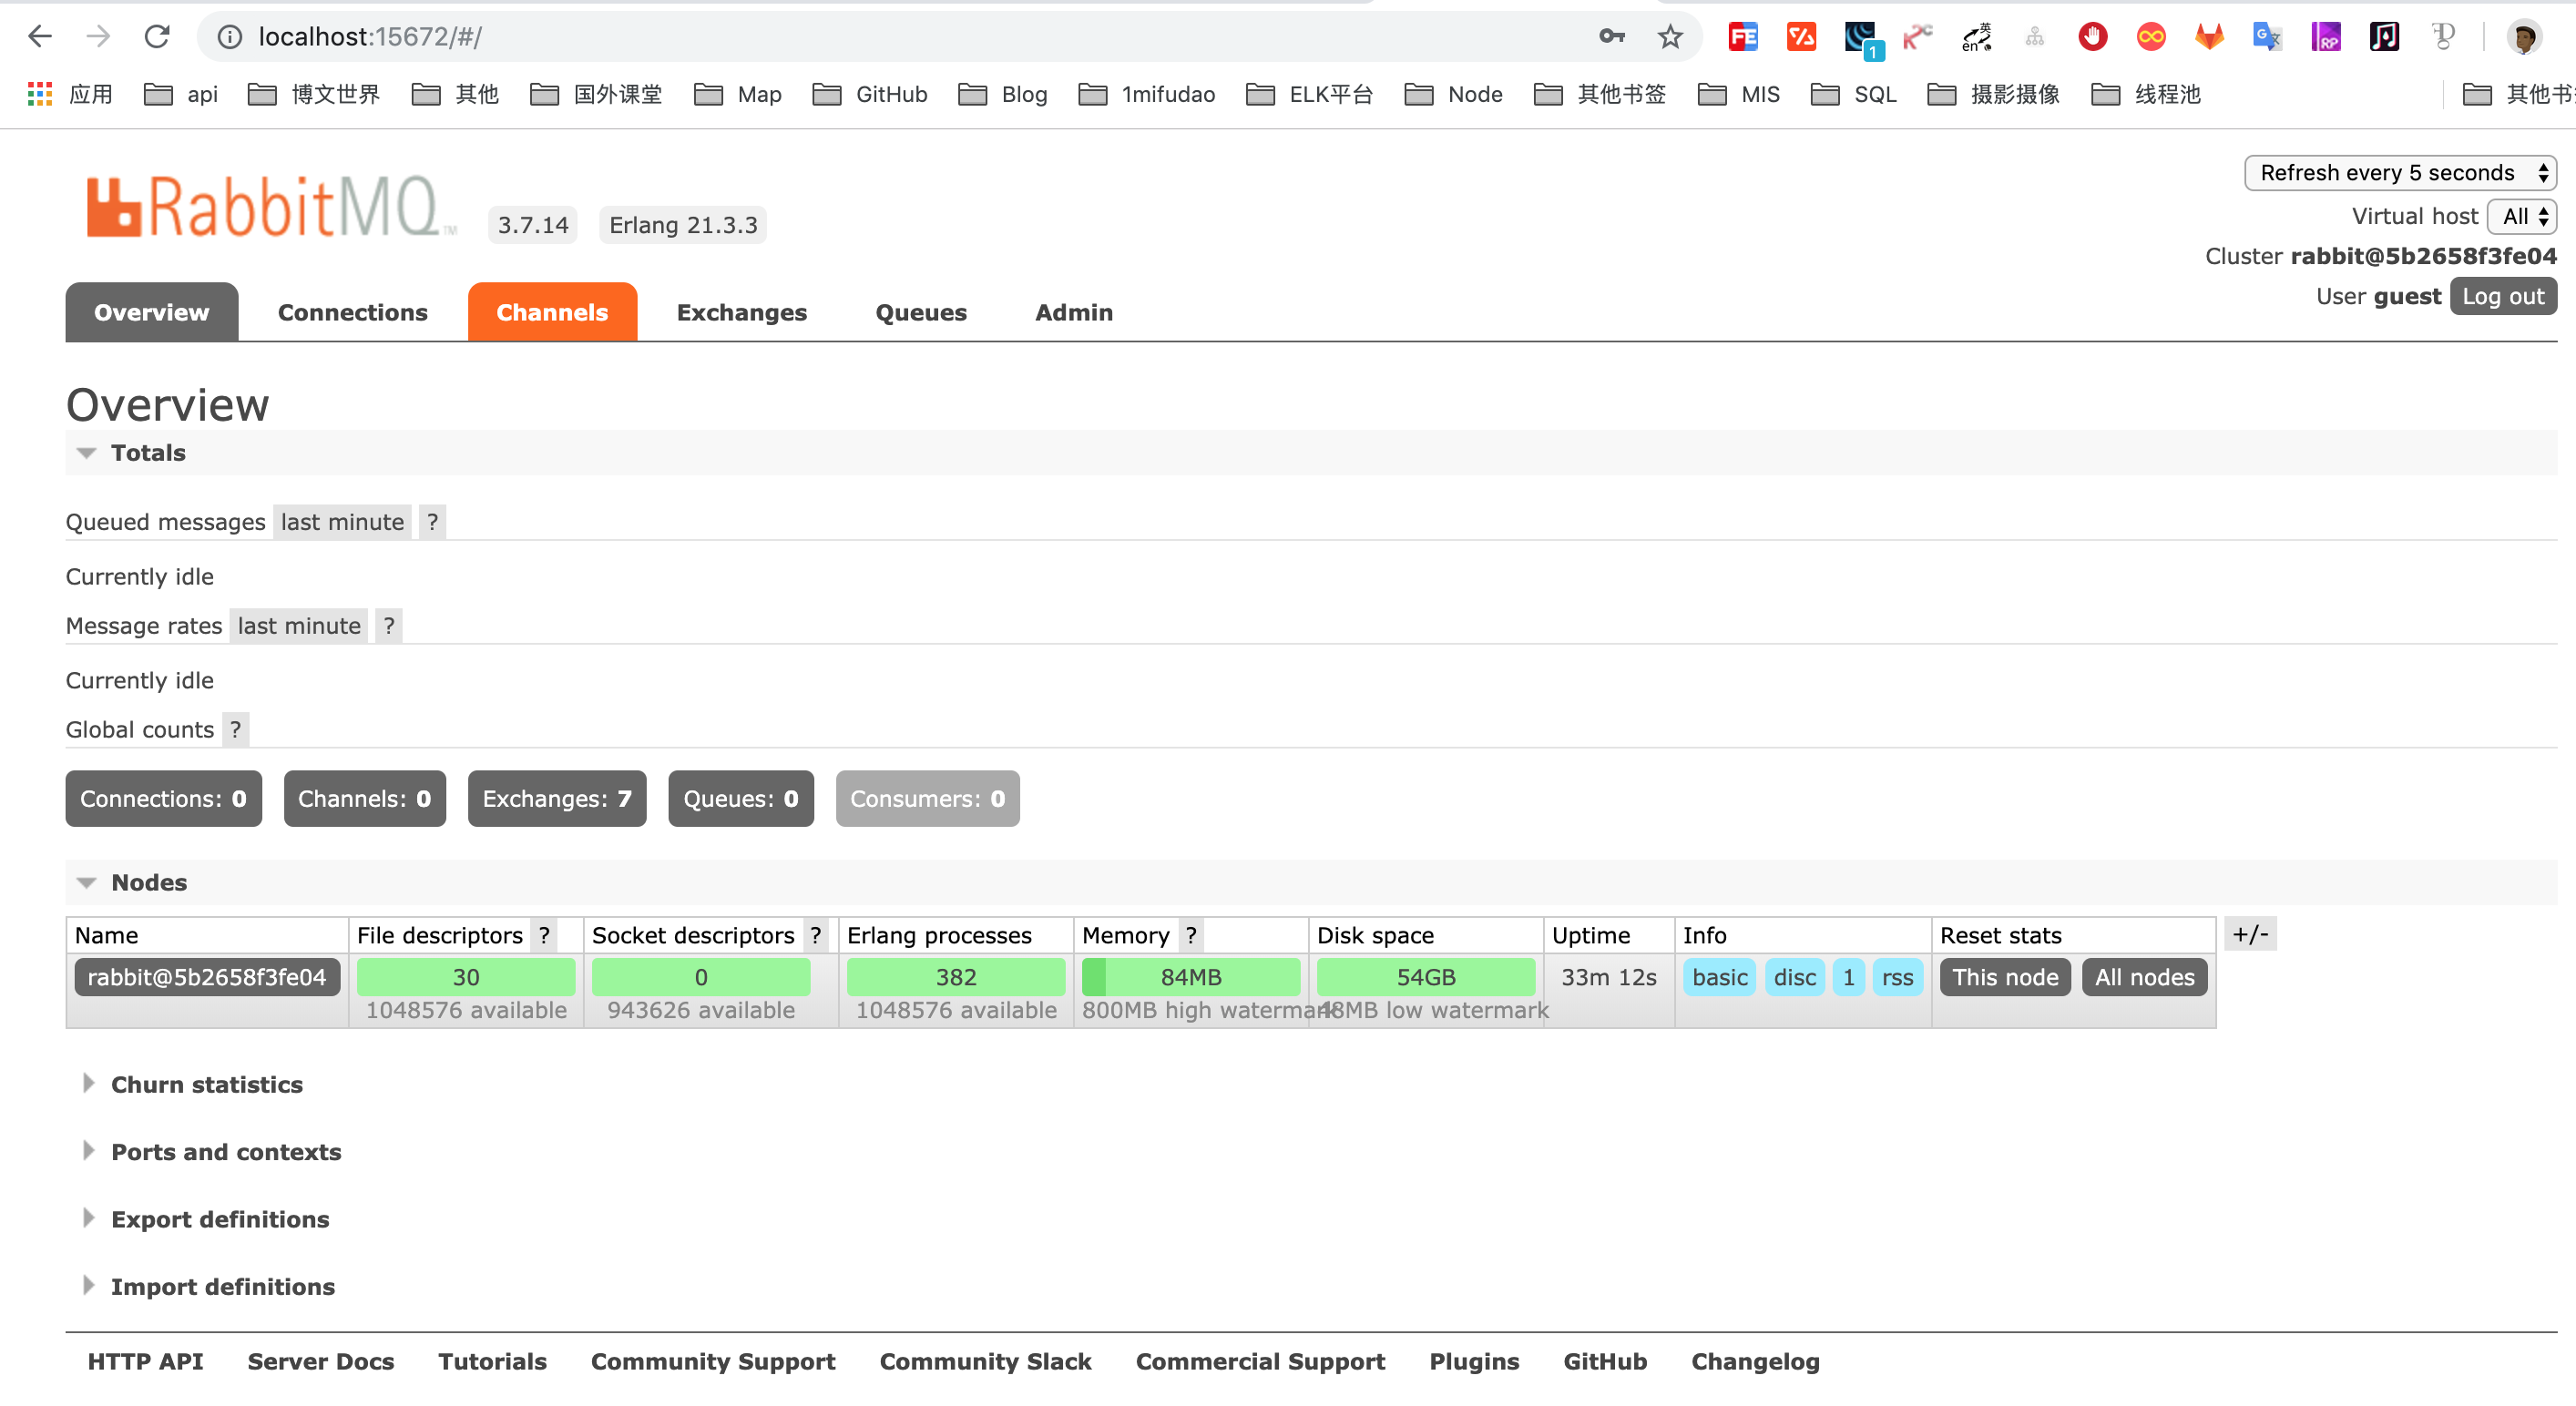 localhost:15672/#/
应用 api 博文世界 其他 国外课堂 Map GitHub Blog 1mifudao ELK平台 Node 其他书签 MIS SQL 摄影摄像 线程池 其他书
RabbitMQ TM 3.7.14 Erlang 21.3.3
Refresh every 5 seconds
Virtual host All
Cluster rabbit@5b2658f3fe04
User guest Log out
Overview Connections Channels Exchanges Queues Admin
Overview
Totals
Queued messages last minute ?
Currently idle
Message rates last minute ?
Currently idle
Global counts ?
Connections: 0 Channels: 0 Exchanges: 7 Queues: 0 Consumers: 0
Nodes
Name File descriptors ? Socket descriptors ? Erlang processes Memory ? Disk space Uptime Info Reset stats +/-
rabbit@5b2658f3fe04 30 0 382 84MB 54GB 33m 12s basic disc 1 rss This node All nodes
1048576 available 943626 available 1048576 available 800MB high watermark 48MB low watermark
Churn statistics
Ports and contexts
Export definitions
Import definitions
HTTP API Server Docs Tutorials Community Support Community Slack Commercial Support Plugins GitHub Changelog